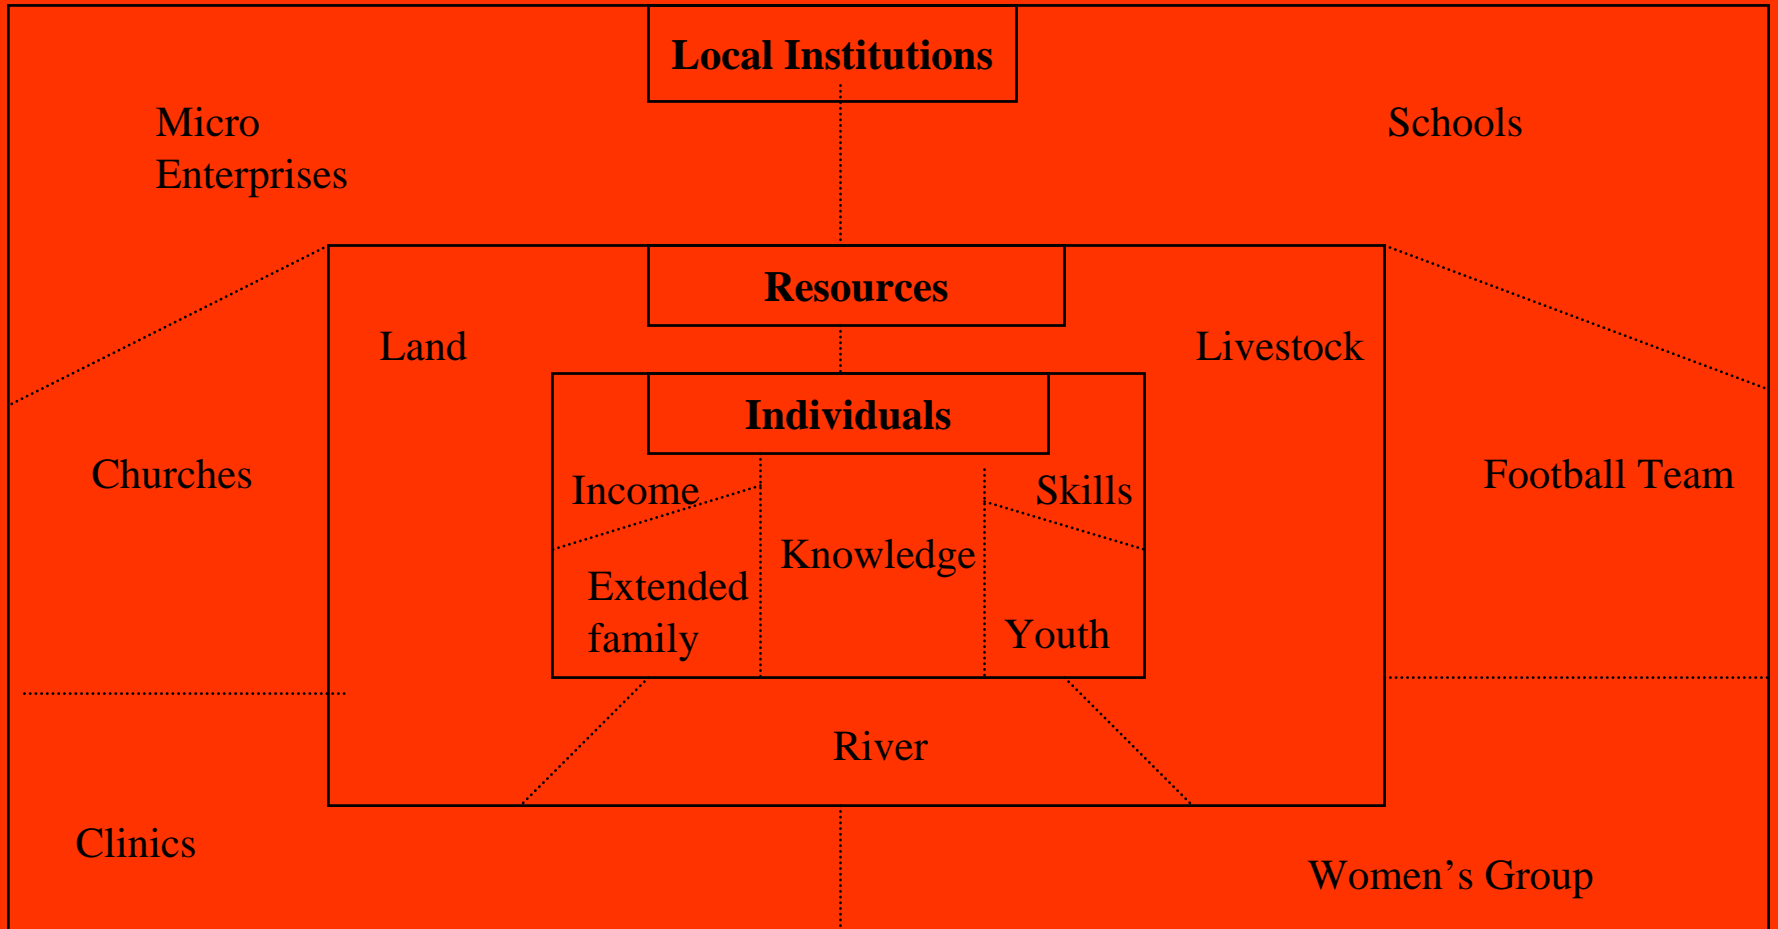 Local Institutions
Micro
Enterprises
Schools
Resources
Land
Livestock
Individuals
Churches
Football Team
Income
Skills
Knowledge
Extended
family
Youth
River
Clinics
Women’s Group